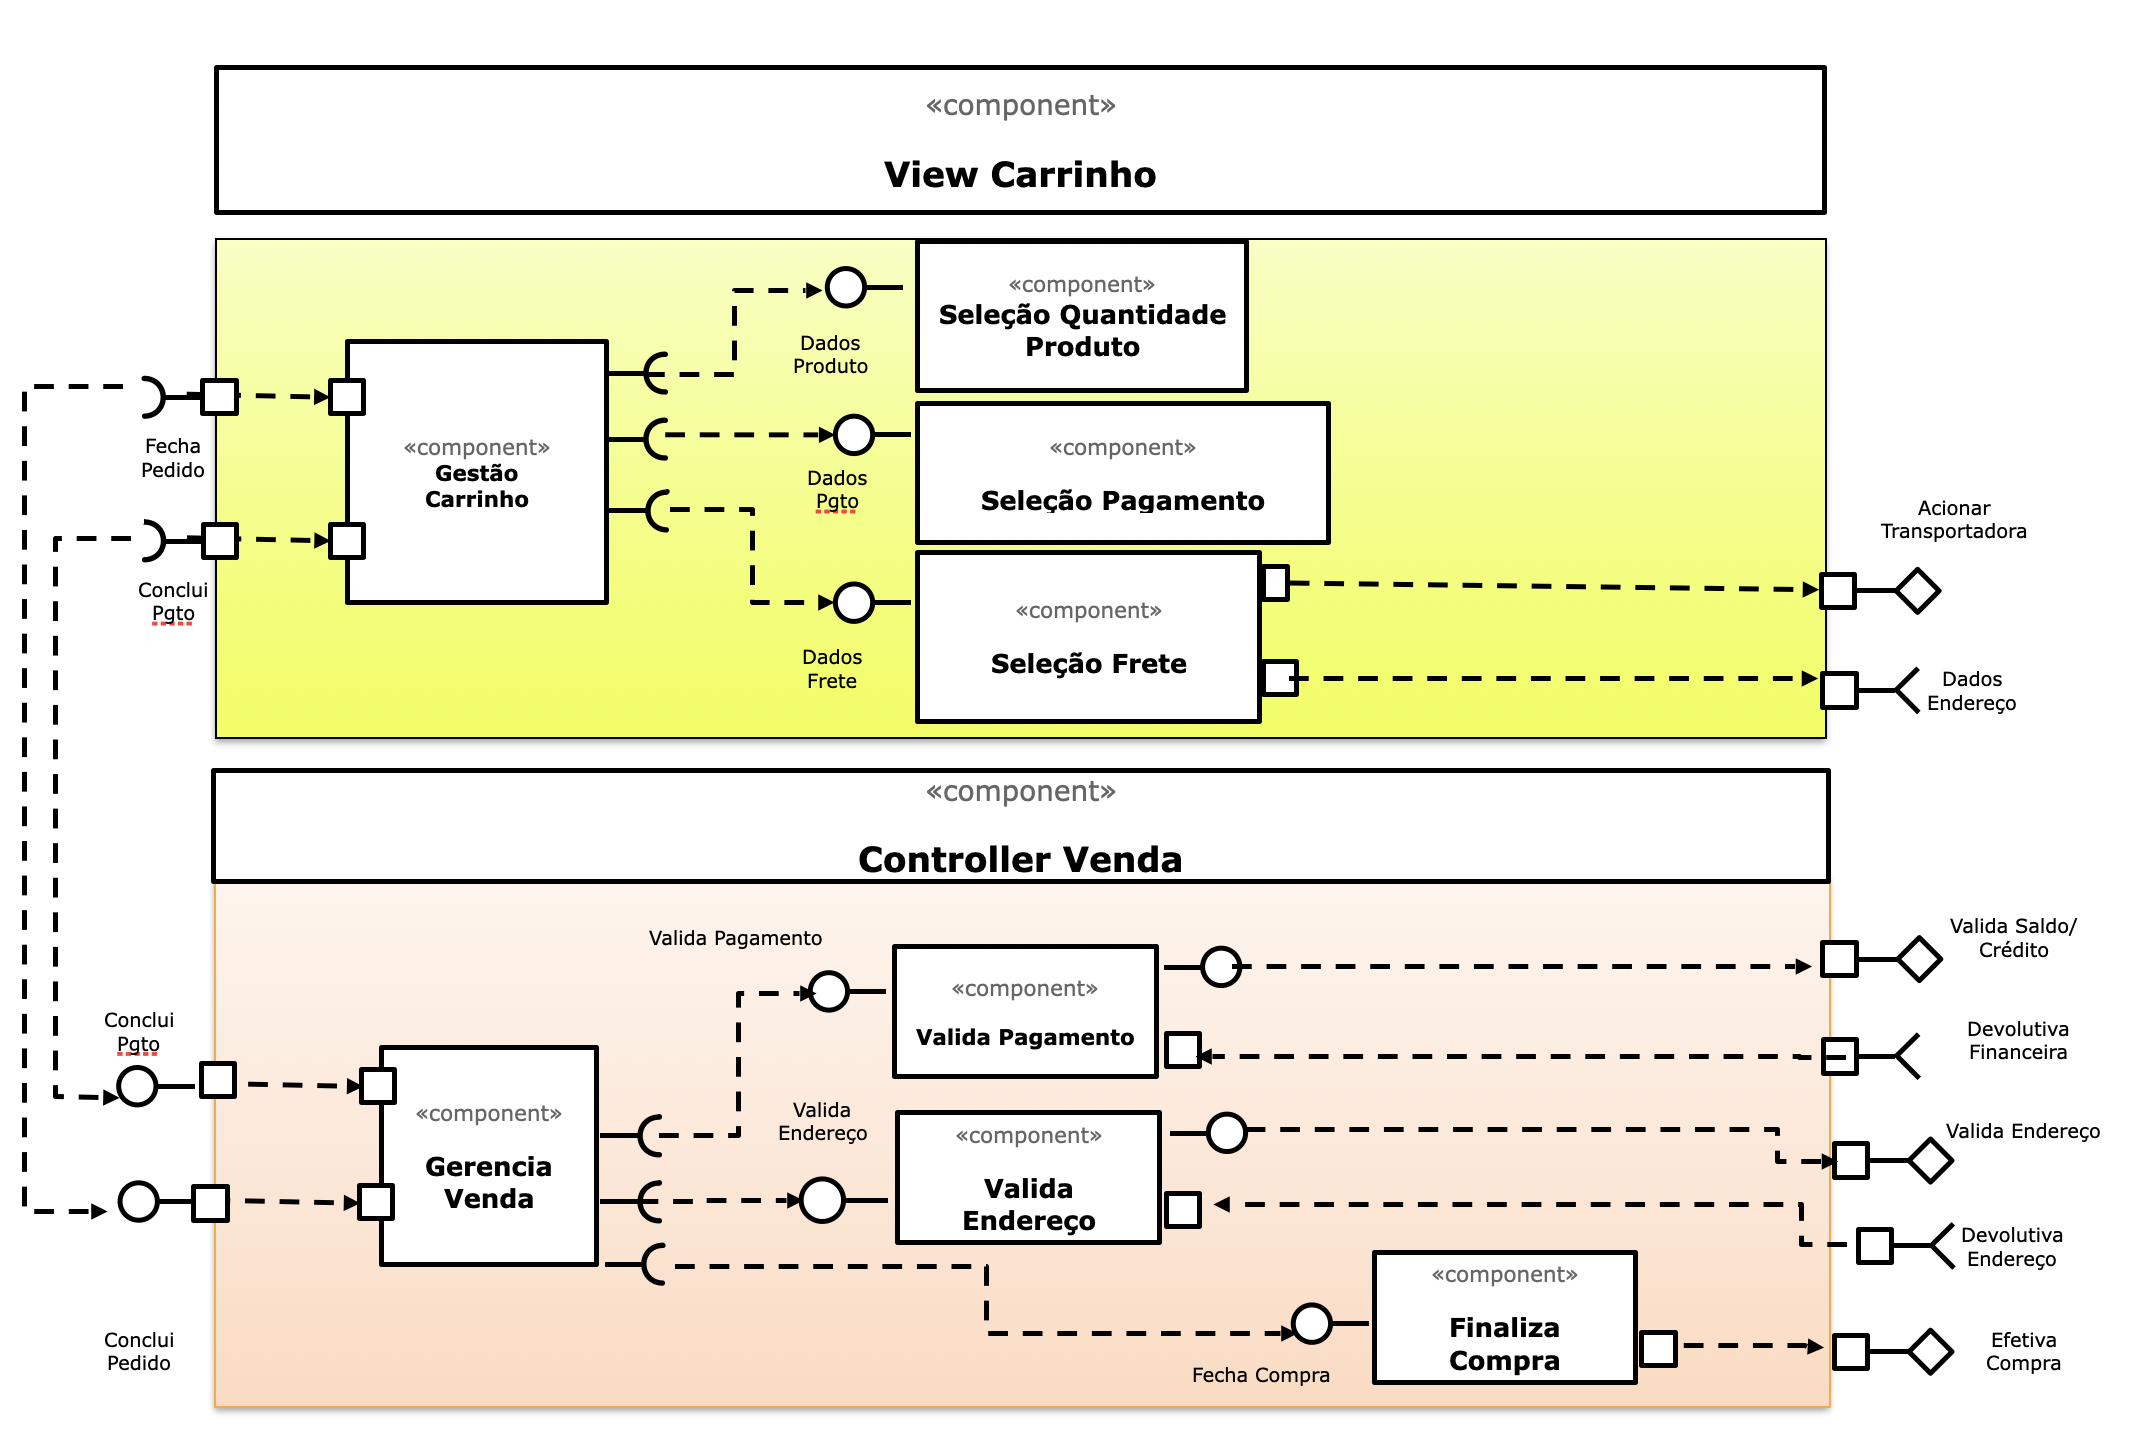 «component»
View Carrinho
«component»
Seleção Quantidade
Produto
Dados
Produto
«component»
Gestão
Carrinho
Fecha
Pedido
«component»
Seleção Pagamento
Dados
Pgto
Acionar
Transportadora
Conclui
Pgto
«component»
Seleção Frete
Dados
Frete
Dados
Endereço
«component»
Controller Venda
Valida Pagamento
Valida Saldo/
Crédito
«component»
Valida Pagamento
Conclui
Pgto
Devolutiva
Financeira
«component»
Gerencia
Venda
Valida
Endereço
«component»
Valida
Endereço
Valida Endereço
Devolutiva
Endereço
«component»
Finaliza
Compra
Conclui
Pedido
Fecha Compra
Efetiva
Compra